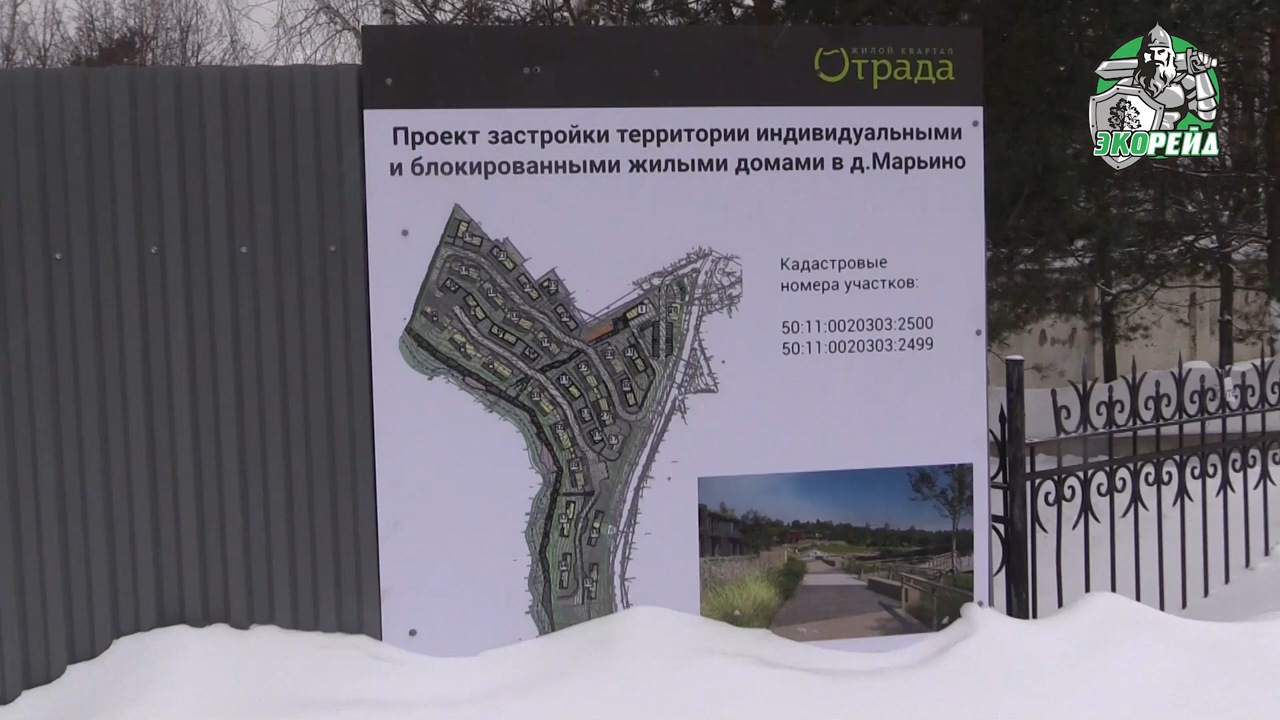 ЖИЛОЙ КВАРТАЛ
Отрада
ЭКОРЕЙД
Проект застройки территории индивидуальными
и блокированными жилыми домами в д.Марьино
Кадастровые
номера участков:
50:11:0020303:2500
50:11:0020303:2499